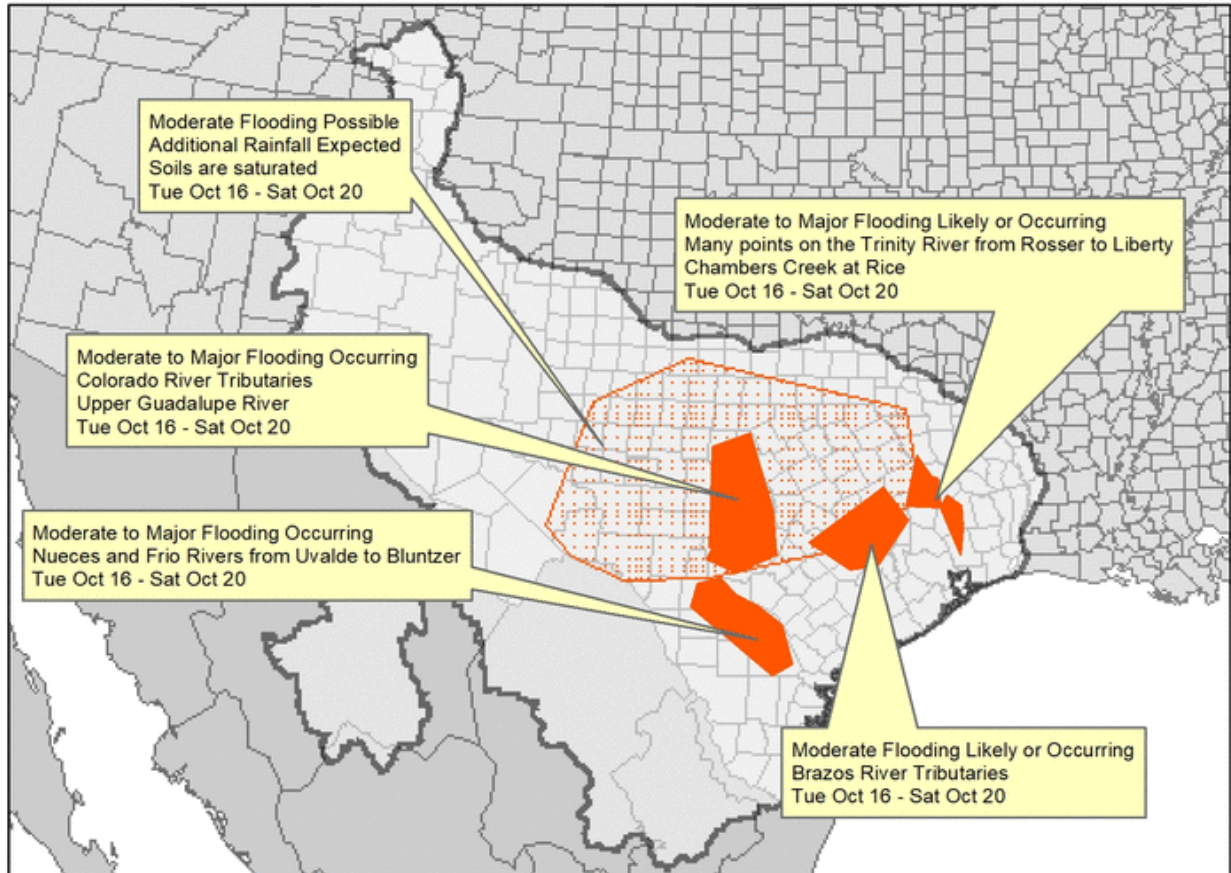 Moderate Flooding Possible
Additional Rainfall Expected
Soils are saturated
Tue Oct 16 - Sat Oct 20
Moderate to Major Flooding Likely or Occurring
Many points on the Trinity River from Rosser to Liberty
Chambers Creek at Rice
Tue Oct 16 - Sat Oct 20
Moderate to Major Flooding Occurring
Colorado River Tributaries
Upper Guadalupe River
Tue Oct 16 - Sat Oct 20
Moderate to Major Flooding Occurring
Nueces and Frio Rivers from Uvalde to Bluntzer
Tue Oct 16 - Sat Oct 20
Moderate Flooding Likely or Occurring
Brazos River Tributaries
Tue Oct 16 - Sat Oct 20